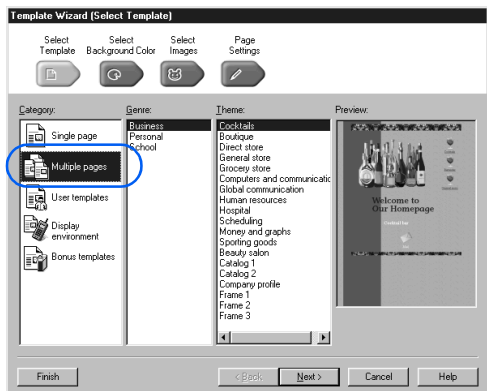 Template Wizard (Select Template)
Select Template
Select Background Color
Select Images
Page Settings
Category:
Genre:
Theme:
Preview:
Single page
Multiple pages
User templates
Display environment
Bonus templates
Business
Personal
School
Cocktails
Boutique
Direct store
General store
Grocery store
Computers and communicatic
Global communication
Human resources
Hospital
Scheduling
Money and graphs
Sporting goods
Beauty salon
Catalog 1
Catalog 2
Company profile
Frame 1
Frame 2
Frame 3
Welcome to
Our Homepage
Finish
< Back
Next >
Cancel
Help